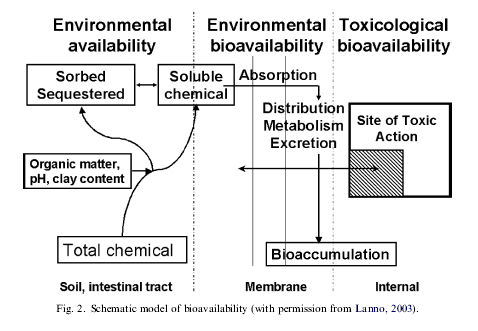 Environmental
availability
Environmental
bioavailability
Toxicological
bioavailability
Sorbed
Sequestered
Soluble
chemical
Absorption
Distribution
Metabolism
Excretion
Site of Toxic
Action
Organic matter,
pH, clay content
Total chemical
Bioaccumulation
Soil, intestinal tract
Membrane
Internal
Fig. 2. Schematic model of bioavailability (with permission from Lanno, 2003).